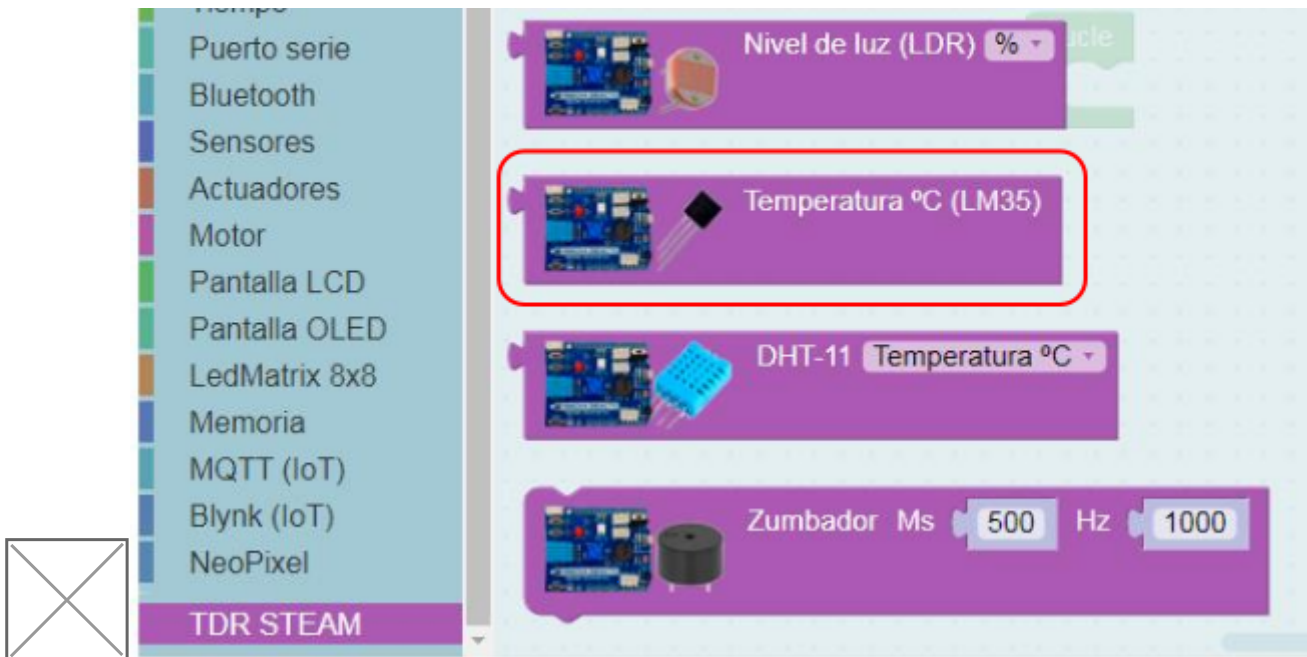 Tiempo
Puerto serie
Bluetooth
Sensores
Actuadores
Motor
Pantalla LCD
Pantalla OLED
LedMatrix 8x8
Memoria
MQTT (IoT)
Blynk (IoT)
NeoPixel
TDR STEAM
Nivel de luz (LDR) %
Temperatura ºC (LM35)
DHT-11 Temperatura ºC
Zumbador Ms 500 Hz 1000